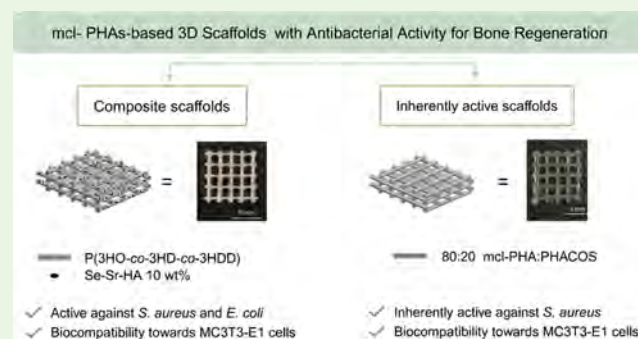 mcl- PHAs-based 3D Scaffolds with Antibacterial Activity for Bone Regeneration
Composite scaffolds
=
P(3HO-co-3HD-co-3HDD)
Se-Sr-HA 10 wt%
✓ Active against S. aureus and E. coli
✓ Biocompatibility towards MC3T3-E1 cells
Inherently active scaffolds
=
80:20 mcl-PHA:PHACOS
✓ Inherently active against S. aureus
✓ Biocompatibility towards MC3T3-E1 cells